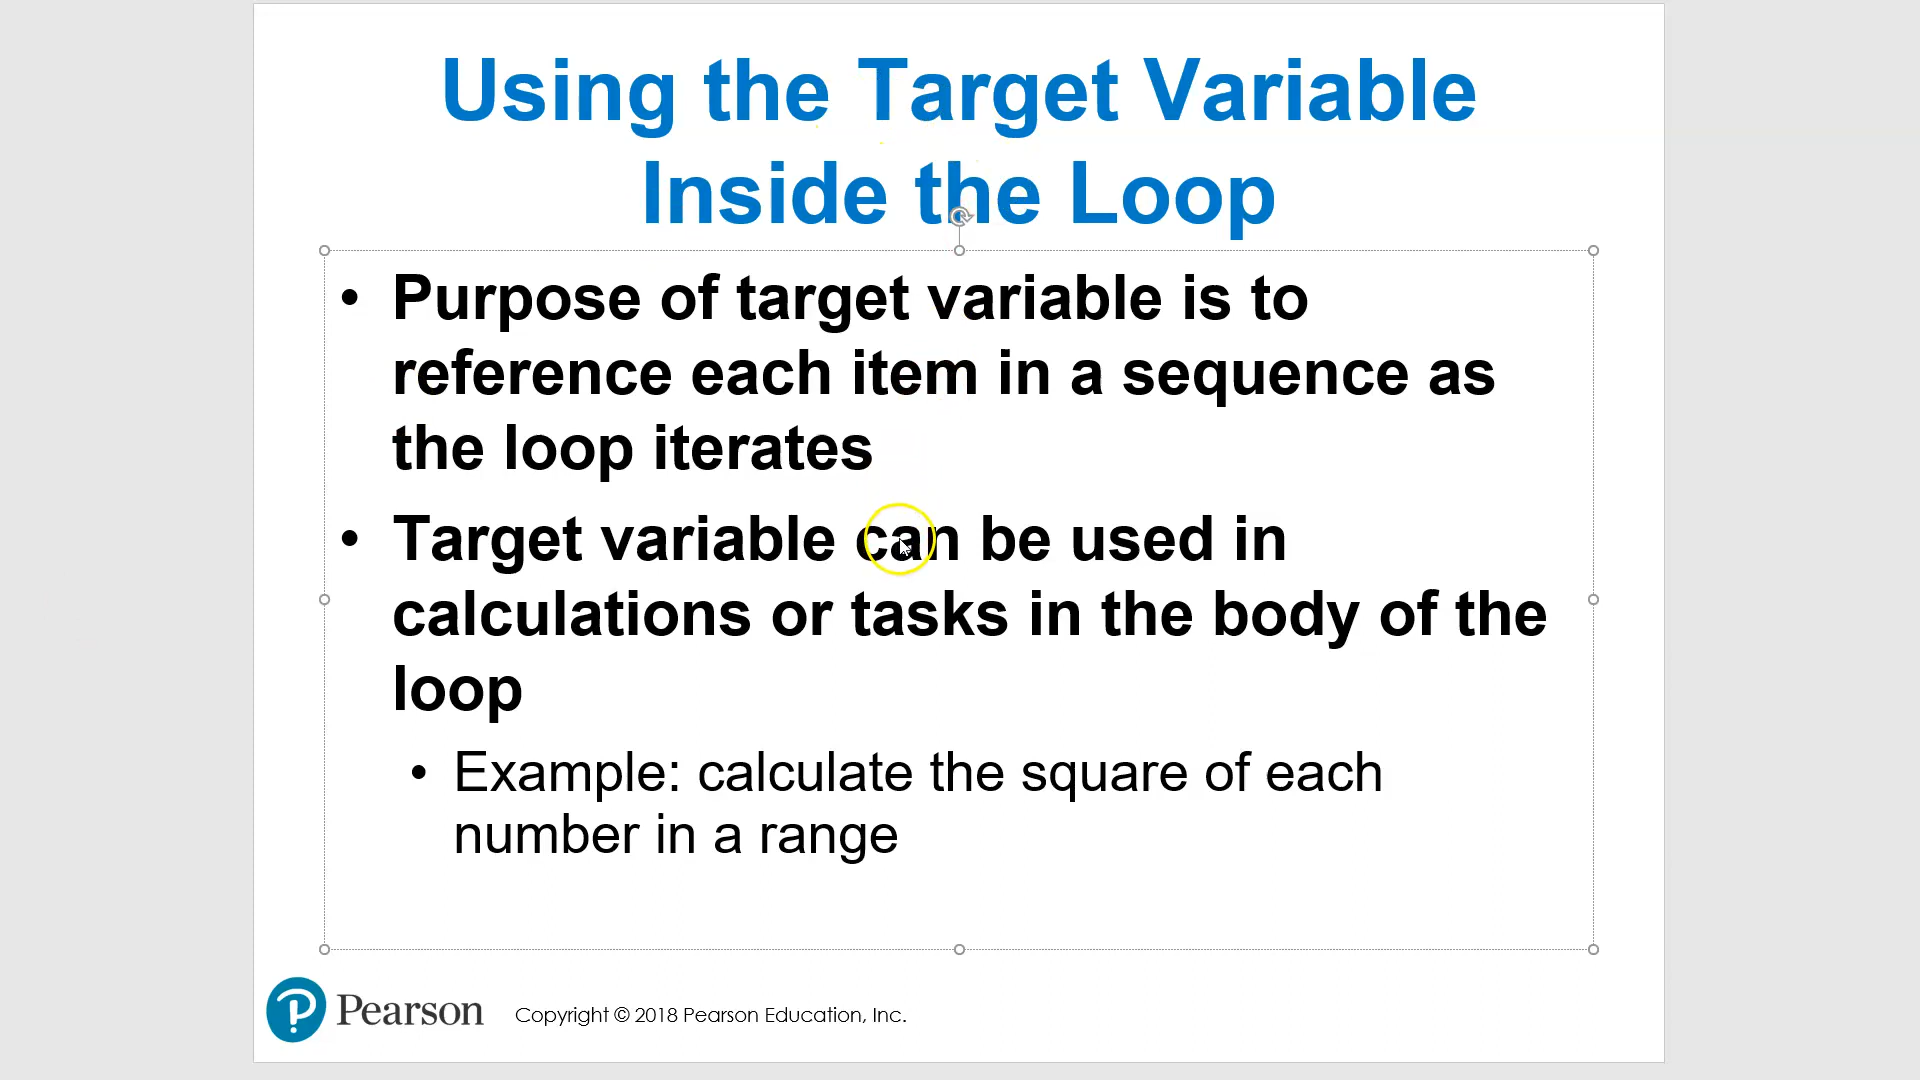 Using the Target Variable
Inside the Loop
• Purpose of target variable is to
reference each item in a sequence as
the loop iterates
• Target variable can be used in
calculations or tasks in the body of the
loop
• Example: calculate the square of each
number in a range
Pearson
Copyright © 2018 Pearson Education, Inc.